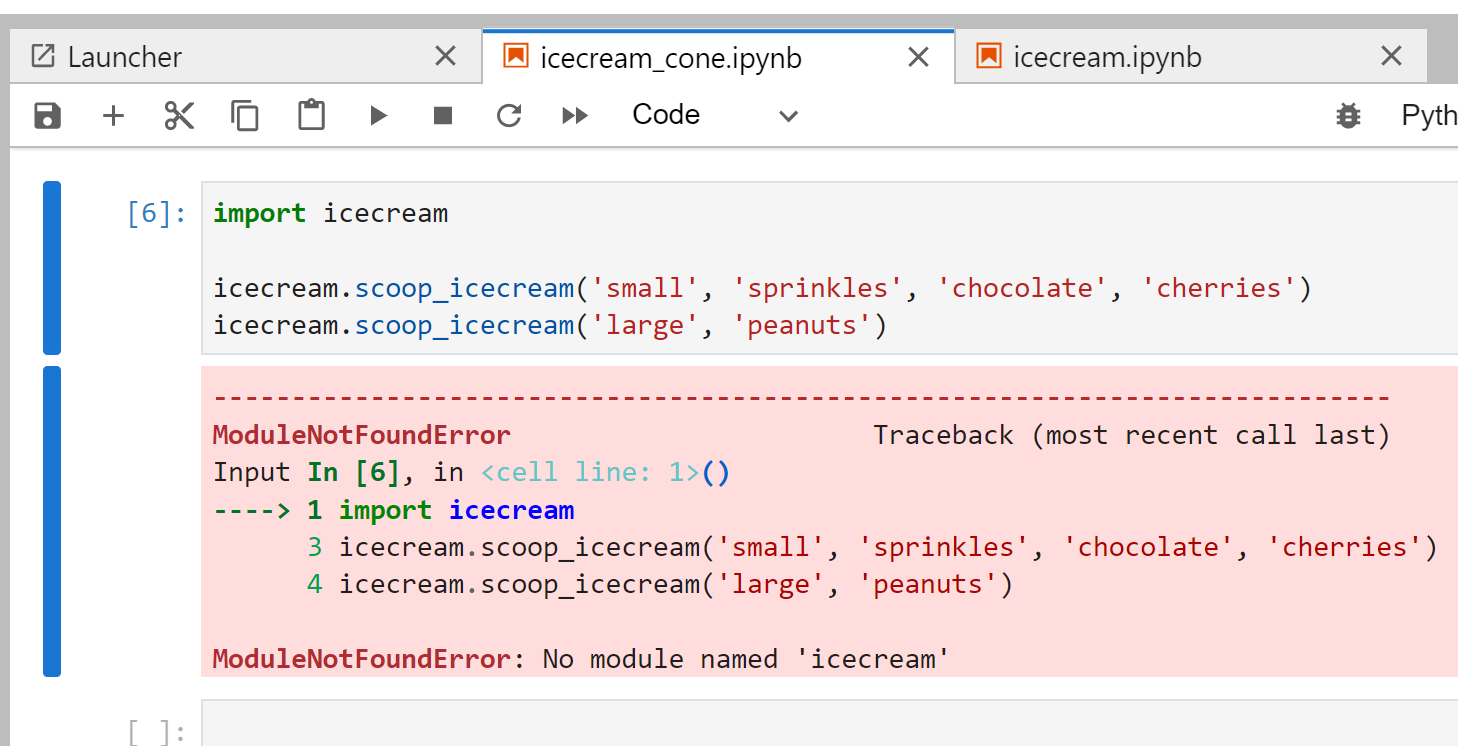 Launcher
icecream_cone.ipynb
icecream.ipynb
Code
Pyth
[6]:
import icecream
icecream.scoop_icecream('small', 'sprinkles', 'chocolate', 'cherries')
icecream.scoop_icecream('large', 'peanuts')
---------------------------------------------------------------------------
ModuleNotFoundError                       Traceback (most recent call last)
Input In [6], in <cell line: 1>()
----> 1 import icecream
      3 icecream.scoop_icecream('small', 'sprinkles', 'chocolate', 'cherries')
      4 icecream.scoop_icecream('large', 'peanuts')
ModuleNotFoundError: No module named 'icecream'
[ ]: